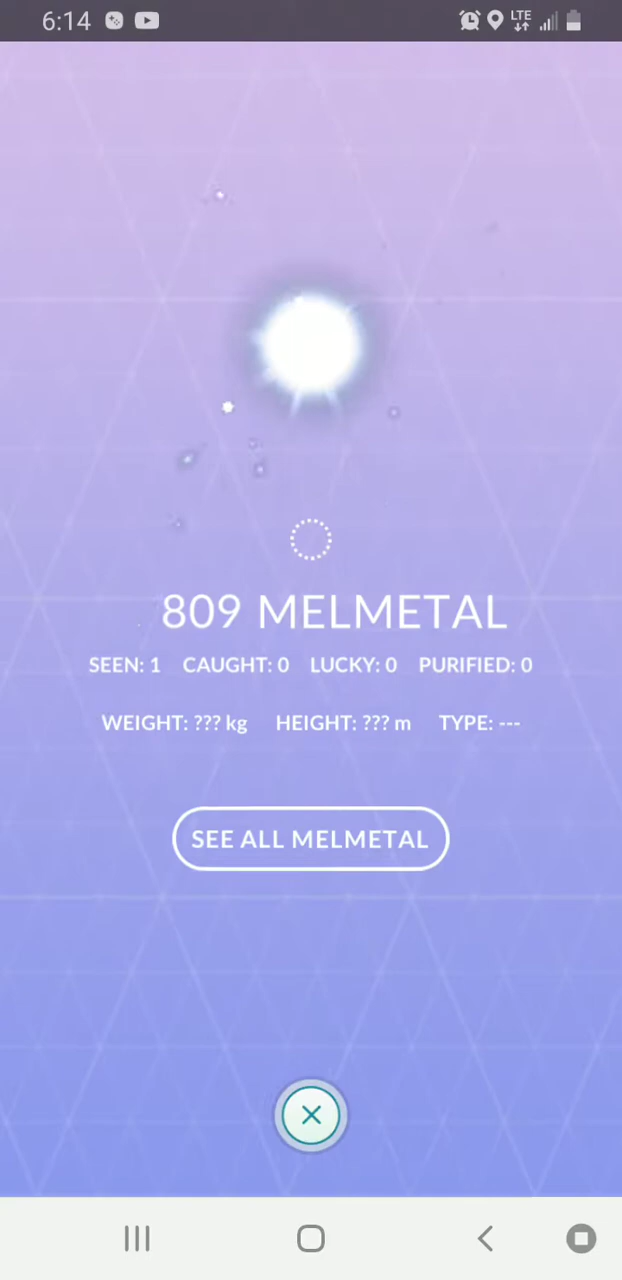 6:14 LTE
809 MELMETAL
SEEN: 1 CAUGHT: 0 LUCKY: 0 PURIFIED: 0
WEIGHT: ??? kg HEIGHT: ??? m TYPE: ---
SEE ALL MELMETAL